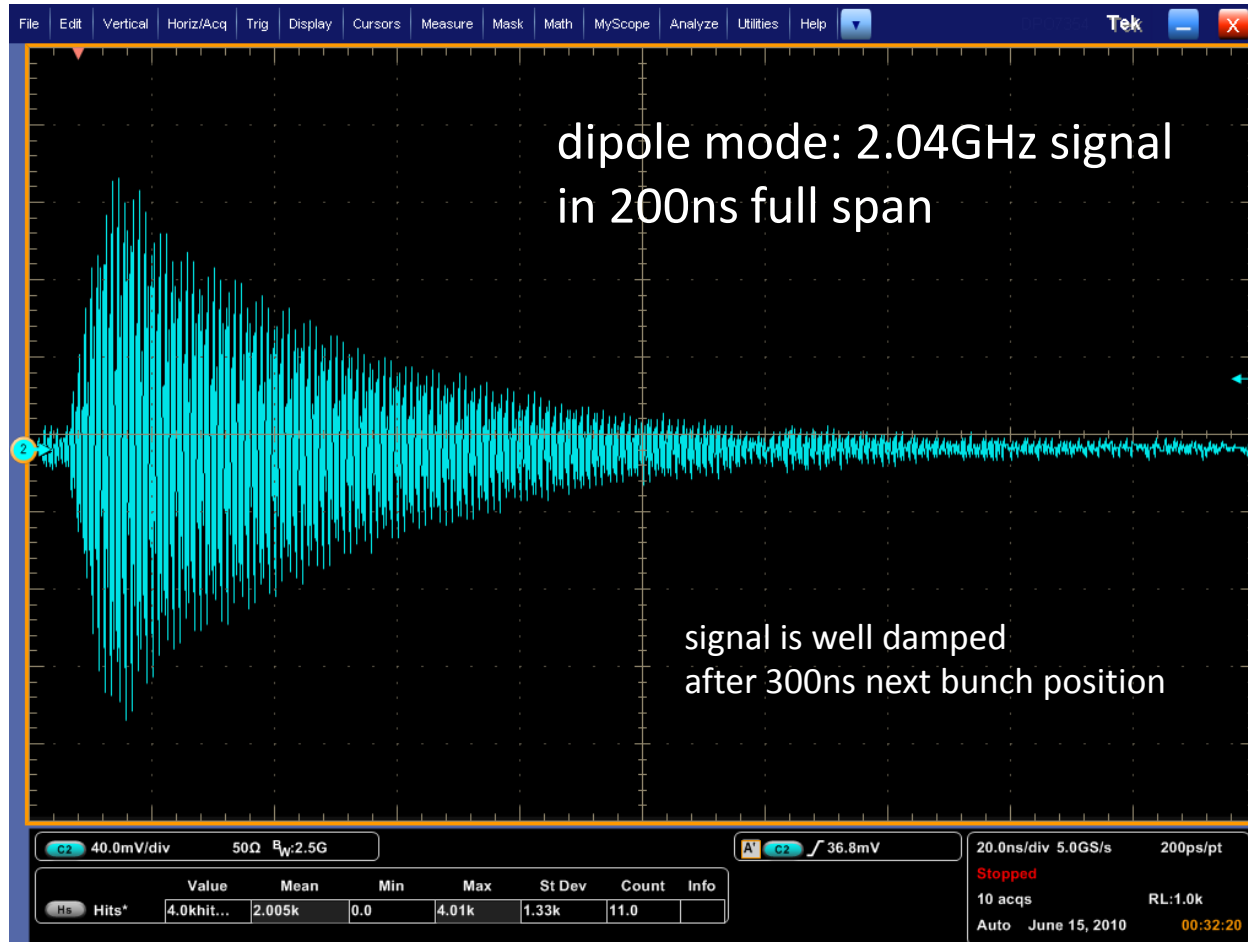 File Edit Vertical Horiz/Acq Trig Display Cursors Measure Mask Math MyScope Analyze Utilities Help Tek X
dipole mode: 2.04GHz signal
in 200ns full span
2
signal is well damped
after 300ns next bunch position
C2 40.0mV/div 50Ω BW:2.5G
A' C2 36.8mV
20.0ns/div 5.0GS/s 200ps/pt
Stopped
10 acqs RL:1.0k
Auto June 15, 2010 00:32:20
Value Mean Min Max St Dev Count Info
Hs Hits* 4.0khit... 2.005k 0.0 4.01k 1.33k 11.0